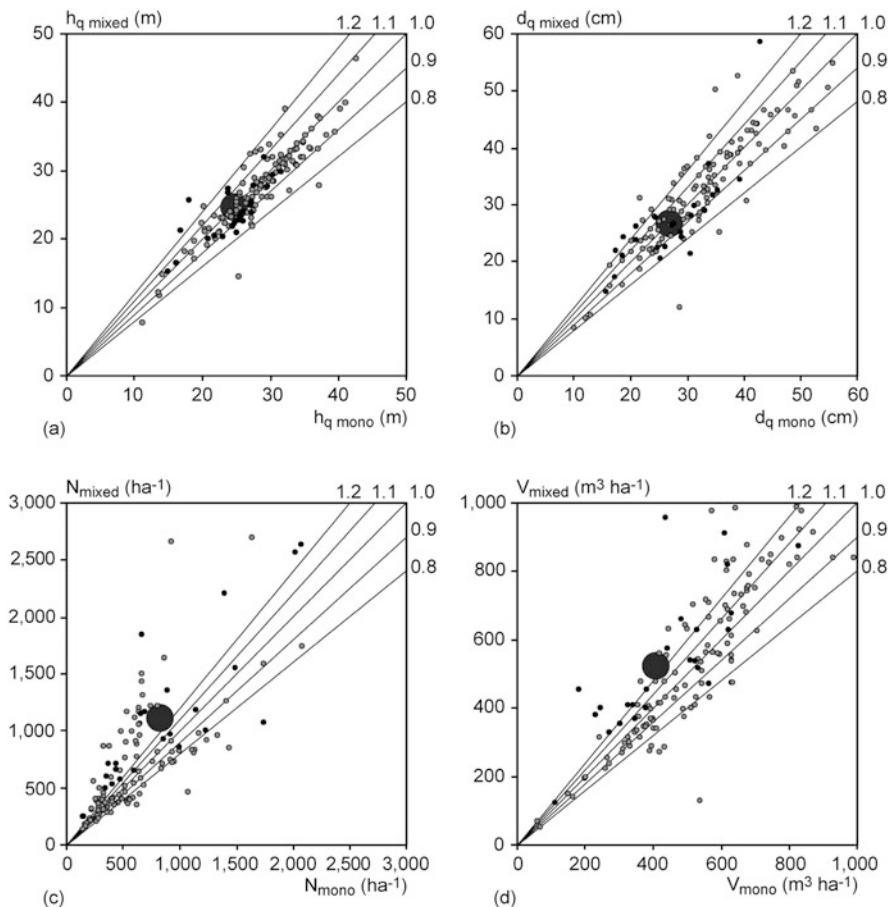 h_q mixed (m) 1.2 1.1 1.0
50
0.9
40
0.8
30
20
10
0
0 10 20 30 40 50
(a) h_q mono (m)
d_q mixed (cm) 1.2 1.1 1.0
60
0.9
50
0.8
40
30
20
10
0
0 10 20 30 40 50 60
(b) d_q mono (cm)
N_mixed (ha⁻¹) 1.2 1.1 1.0
3,000
0.9
2,500
0.8
2,000
1,500
1,000
500
0
0 500 1,000 1,500 2,000 2,500 3,000
(c) N_mono (ha⁻¹)
V_mixed (m³ ha⁻¹) 1.2 1.1 1.0
1,000
0.9
800
0.8
600
400
200
0
0 200 400 600 800 1,000
(d) V_mono (m³ ha⁻¹)